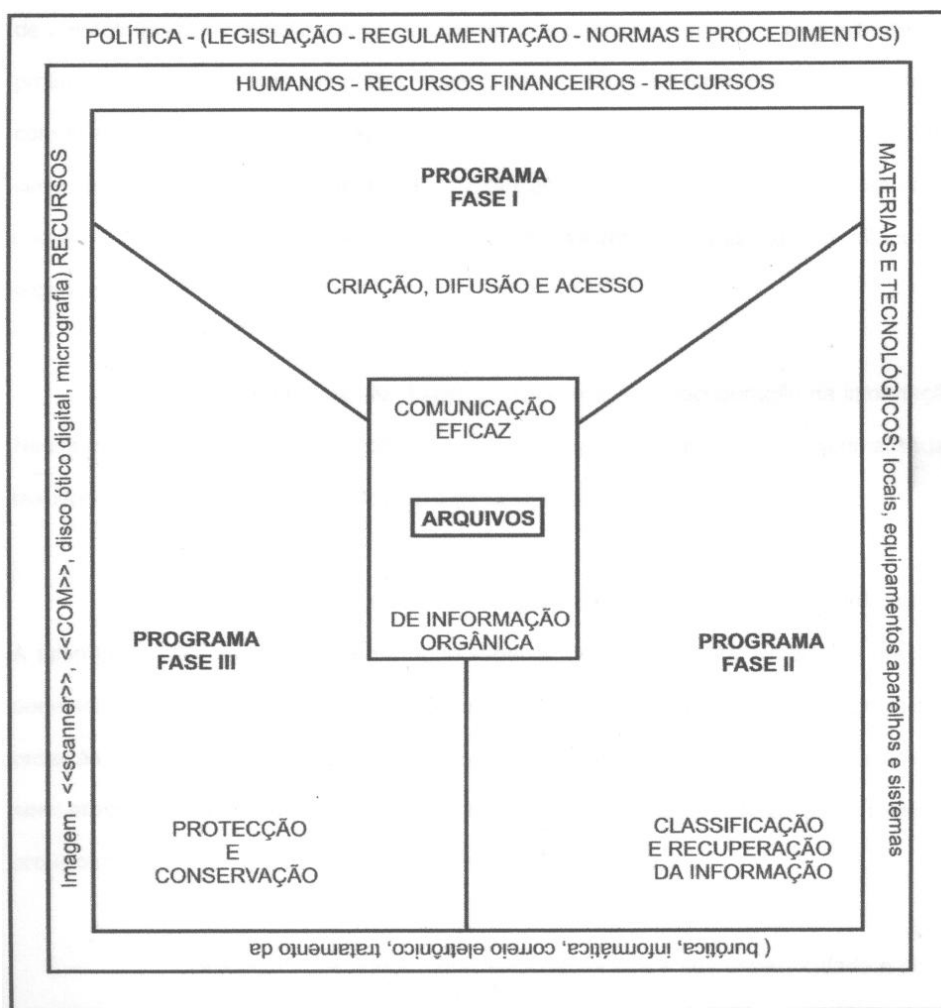 POLÍTICA - (LEGISLAÇÃO - REGULAMENTAÇÃO - NORMAS E PROCEDIMENTOS)
HUMANOS - RECURSOS FINANCEIROS - RECURSOS
MATERIAIS E TECNOLÓGICOS: locais, equipamentos aparelhos e sistemas
( burótica, informática, correio eletrônico, tratamento da
Imagem - <<scanner>>, <<COM>>, disco ótico digital, micrografia) RECURSOS
PROGRAMA
FASE I
CRIAÇÃO, DIFUSÃO E ACESSO
COMUNICAÇÃO
EFICAZ
ARQUIVOS
DE INFORMAÇÃO
ORGÂNICA
PROGRAMA
FASE III
PROTECÇÃO
E
CONSERVAÇÃO
PROGRAMA
FASE II
CLASSIFICAÇÃO
E RECUPERAÇÃO
DA INFORMAÇÃO